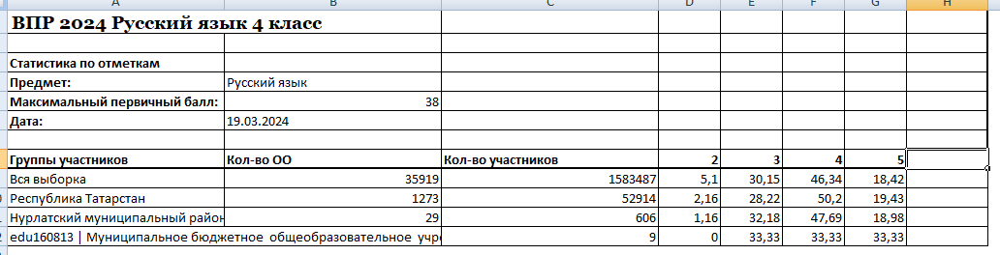 A B C D E F G H
ВПР 2024 Русский язык 4 класс
Статистика по отметкам
Предмет: Русский язык
Максимальный первичный балл: 38
Дата: 19.03.2024
Группы участников Кол-во ОО Кол-во участников 2 3 4 5
Вся выборка 35919 1583487 5,1 30,15 46,34 18,42
Республика Татарстан 1273 52914 2,16 28,22 50,2 19,43
Нурлатский муниципальный район 29 606 1,16 32,18 47,69 18,98
edu160813 | Муниципальное бюджетное общеобразовательное учре 9 0 33,33 33,33 33,33